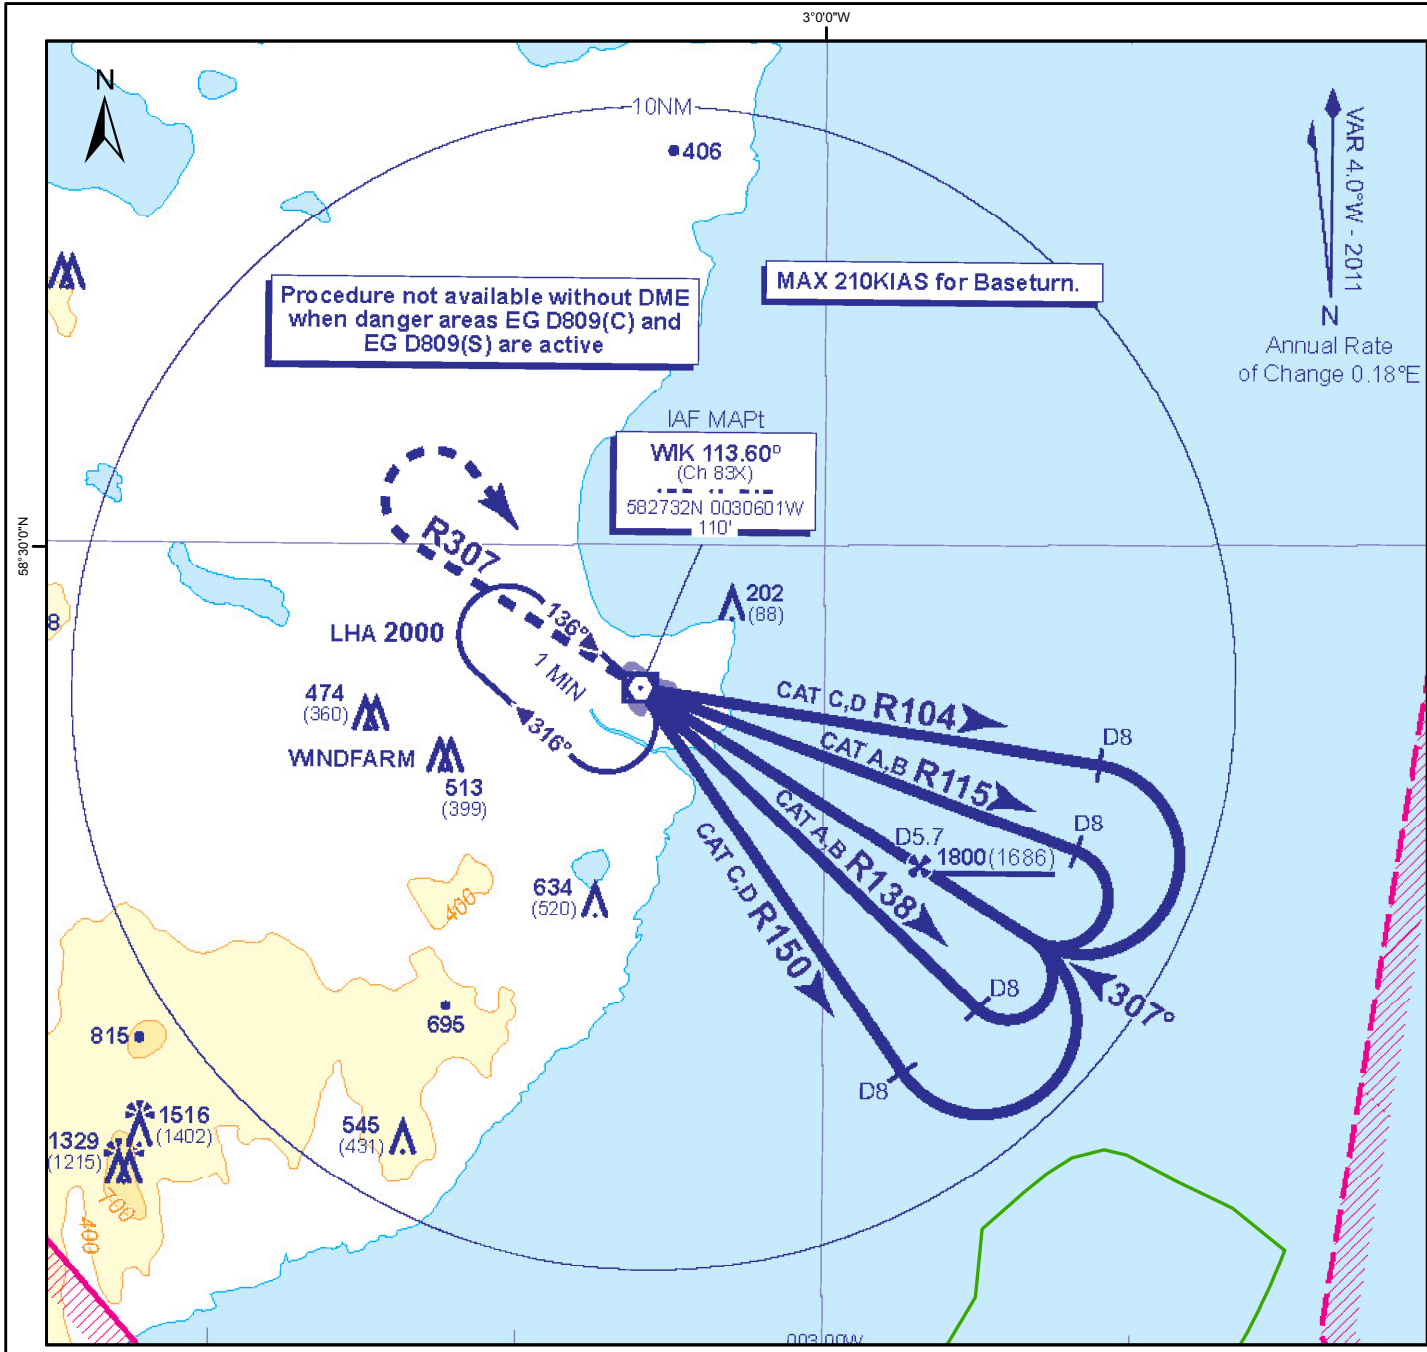 3°0'0"W
N
10NM
406
VAR 4.0°W - 2011
N
Annual Rate
of Change 0.18°E
Procedure not available without DME
when danger areas EG D809(C) and
EG D809(S) are active
MAX 210KIAS for Baseturn.
IAF MAPt
WIK 113.60ᴰ
(Ch 83X)
582732N 0030601W
110'
58°30'0"N
R307
202
(88)
8
LHA 2000
136°
1 MIN
316°
474
(360)
WINDFARM
513
(399)
CAT C,D R104
D8
CAT A,B R115
D8
D5.7
1800(1686)
CAT A,B R138
D8
CAT C,D R150
D8
307°
634
(520)
400
695
815
1516
(1402)
1329
(1215)
700
400
545
(431)
003 00W